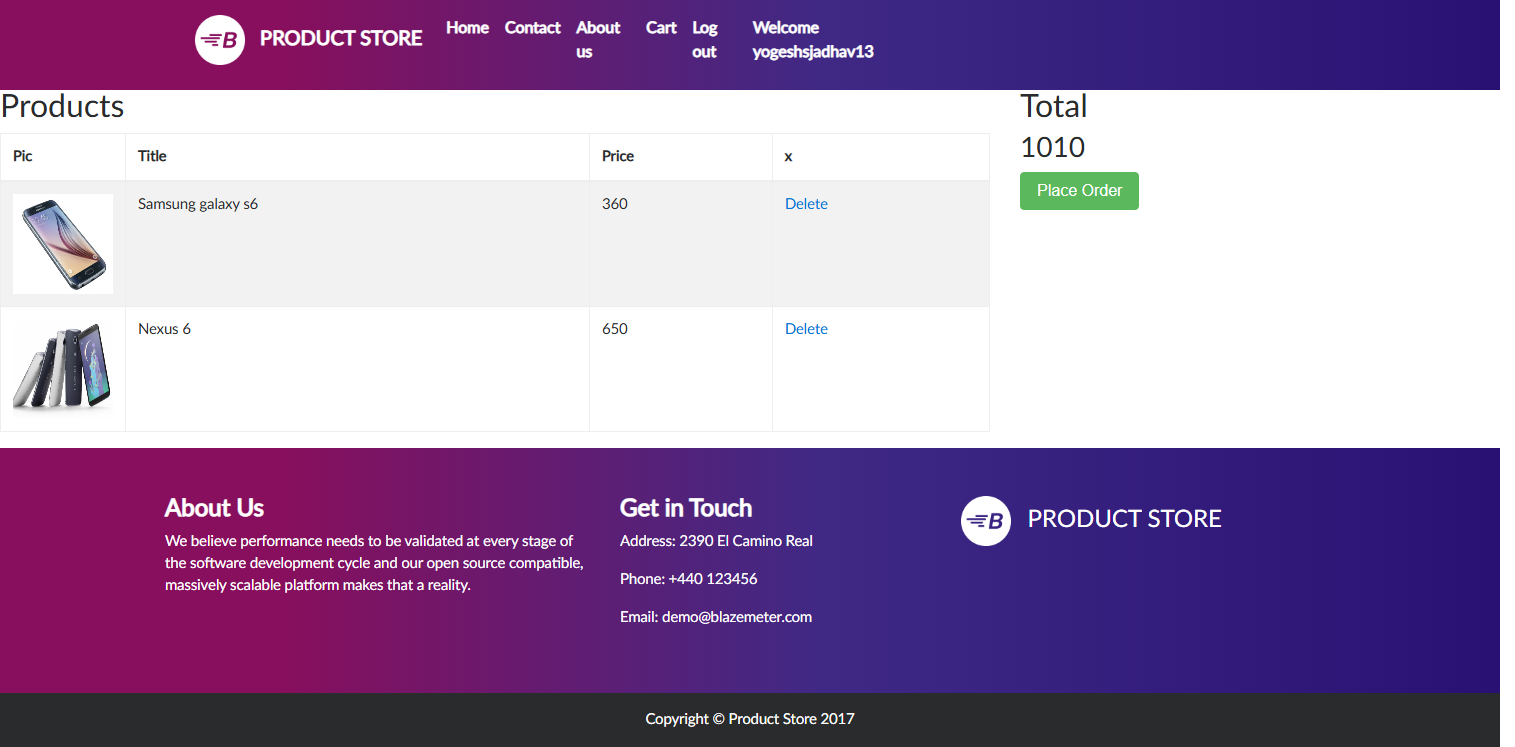 B PRODUCT STORE Home Contact About us Cart Log out Welcome yogeshsjadhav13
Products
Pic Title Price x
Samsung galaxy s6 360 Delete
Nexus 6 650 Delete
Total
1010
Place Order
About Us
We believe performance needs to be validated at every stage of
the software development cycle and our open source compatible,
massively scalable platform makes that a reality.
Get in Touch
Address: 2390 El Camino Real
Phone: +440 123456
Email: demo@blazemeter.com
B PRODUCT STORE
Copyright © Product Store 2017